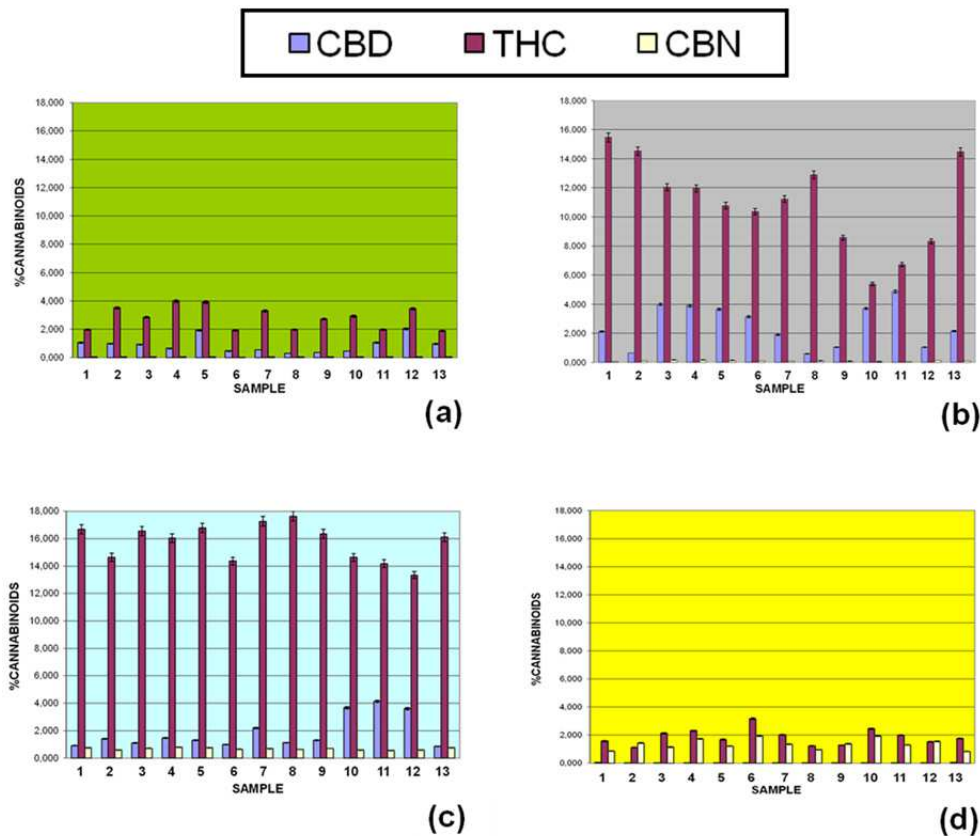 CBD THC CBN
%CANNABINOIDS
18,000
16,000
14,000
12,000
10,000
8,000
6,000
4,000
2,000
0,000
1 2 3 4 5 6 7 8 9 10 11 12 13
SAMPLE
(a)
%CANNABINOIDS
18,000
16,000
14,000
12,000
10,000
8,000
6,000
4,000
2,000
0,000
1 2 3 4 5 6 7 8 9 10 11 12 13
SAMPLE
(b)
%CANNABINOIDS
18,000
16,000
14,000
12,000
10,000
8,000
6,000
4,000
2,000
0,000
1 2 3 4 5 6 7 8 9 10 11 12 13
SAMPLE
(c)
%CANNABINOIDS
18,000
16,000
14,000
12,000
10,000
8,000
6,000
4,000
2,000
0,000
1 2 3 4 5 6 7 8 9 10 11 12 13
SAMPLE
(d)